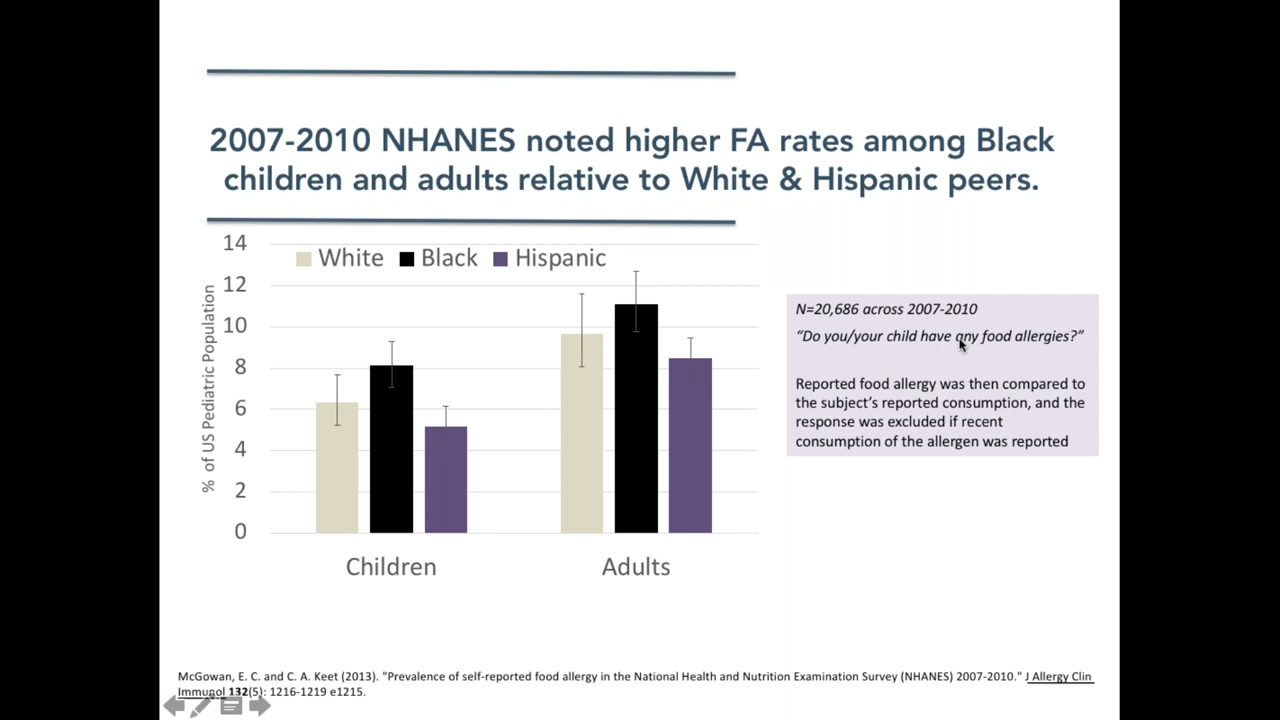 2007-2010 NHANES noted higher FA rates among Black
children and adults relative to White & Hispanic peers.
White Black Hispanic
14
12
10
8
6
4
2
0
% of US Pediatric Population
Children Adults
N=20,686 across 2007-2010
“Do you/your child have any food allergies?”
Reported food allergy was then compared to
the subject’s reported consumption, and the
response was excluded if recent
consumption of the allergen was reported
McGowan, E. C. and C. A. Keet (2013). "Prevalence of self-reported food allergy in the National Health and Nutrition Examination Survey (NHANES) 2007-2010." J Allergy Clin
Immunol 132(5): 1216-1219 e1215.